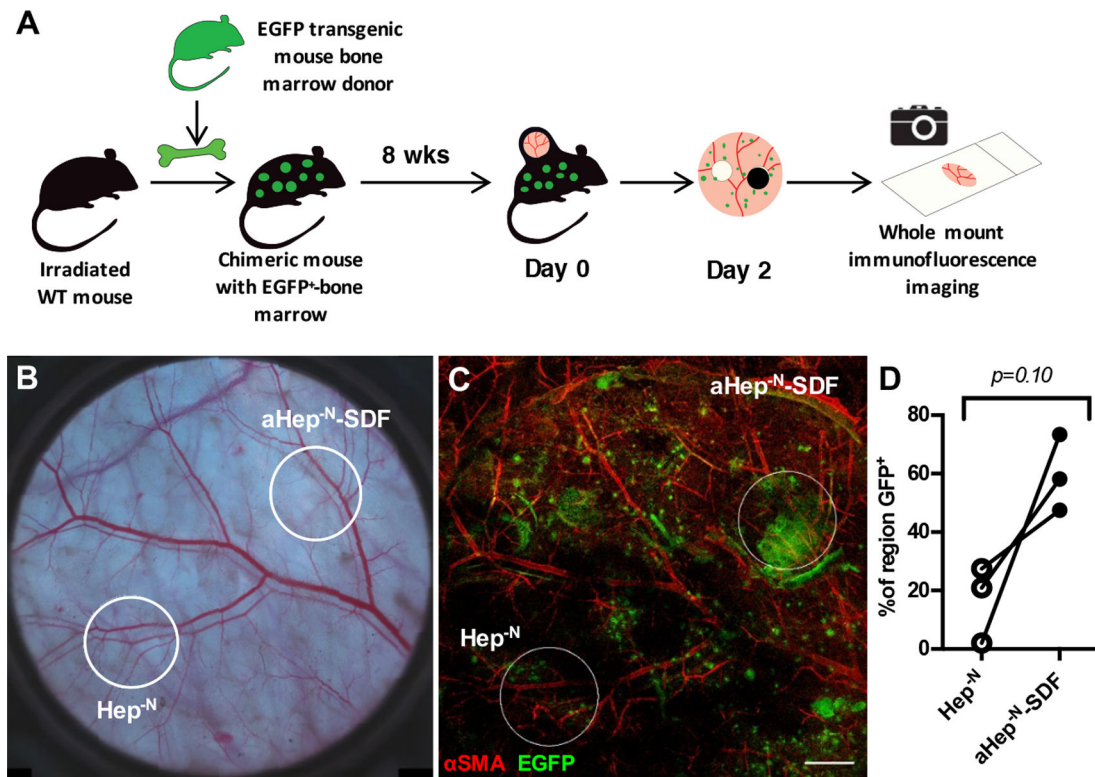 A
EGFP transgenic
mouse bone
marrow donor
8 wks
Irradiated
WT mouse
Chimeric mouse
with EGFP⁺-bone
marrow
Day 0
Day 2
Whole mount
immunofluorescence
imaging
B
aHep⁻ᴺ-SDF
Hep⁻ᴺ
C
aHep⁻ᴺ-SDF
Hep⁻ᴺ
αSMA EGFP
D
p=0.10
% of region GFP⁺
80
60
40
20
0
Hep⁻ᴺ
aHep⁻ᴺ-SDF